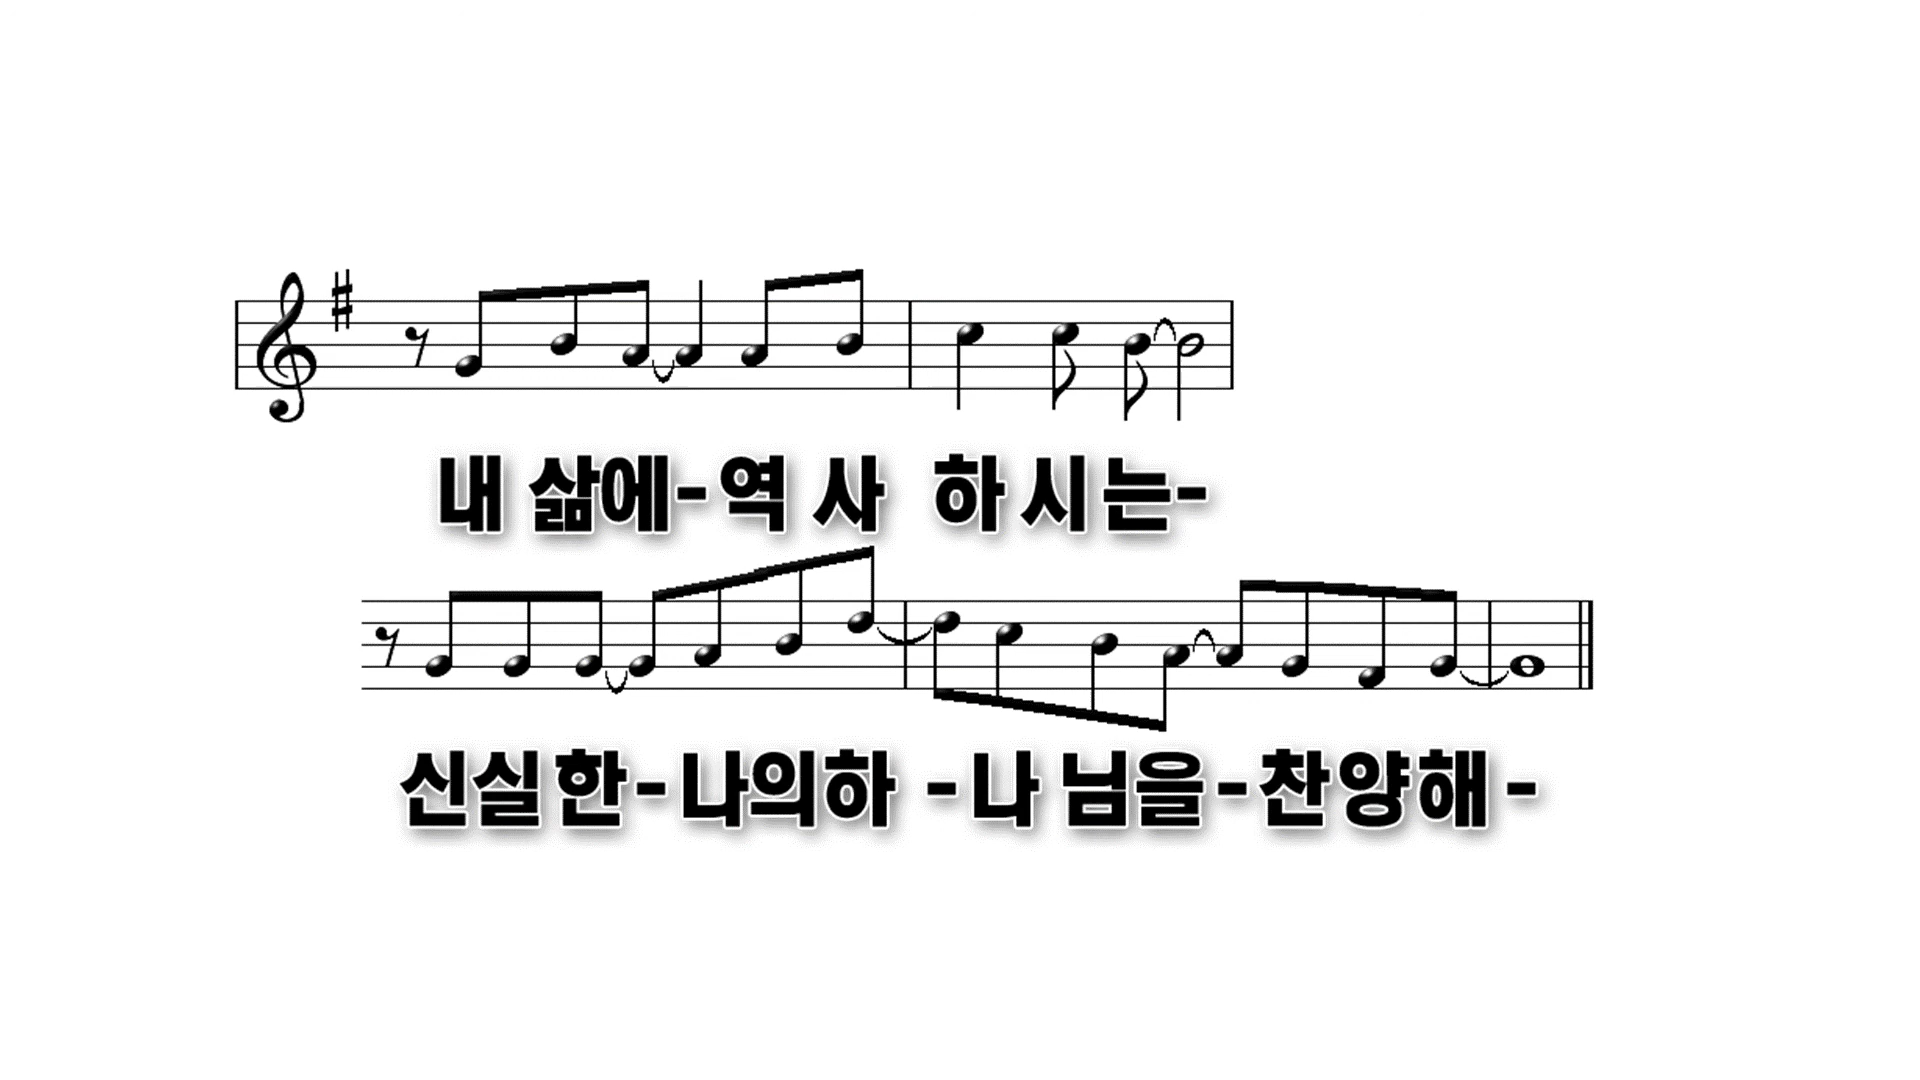 내 삶에-역 사 하 시 는-
신실한-나의하 -나 님을-찬양해-